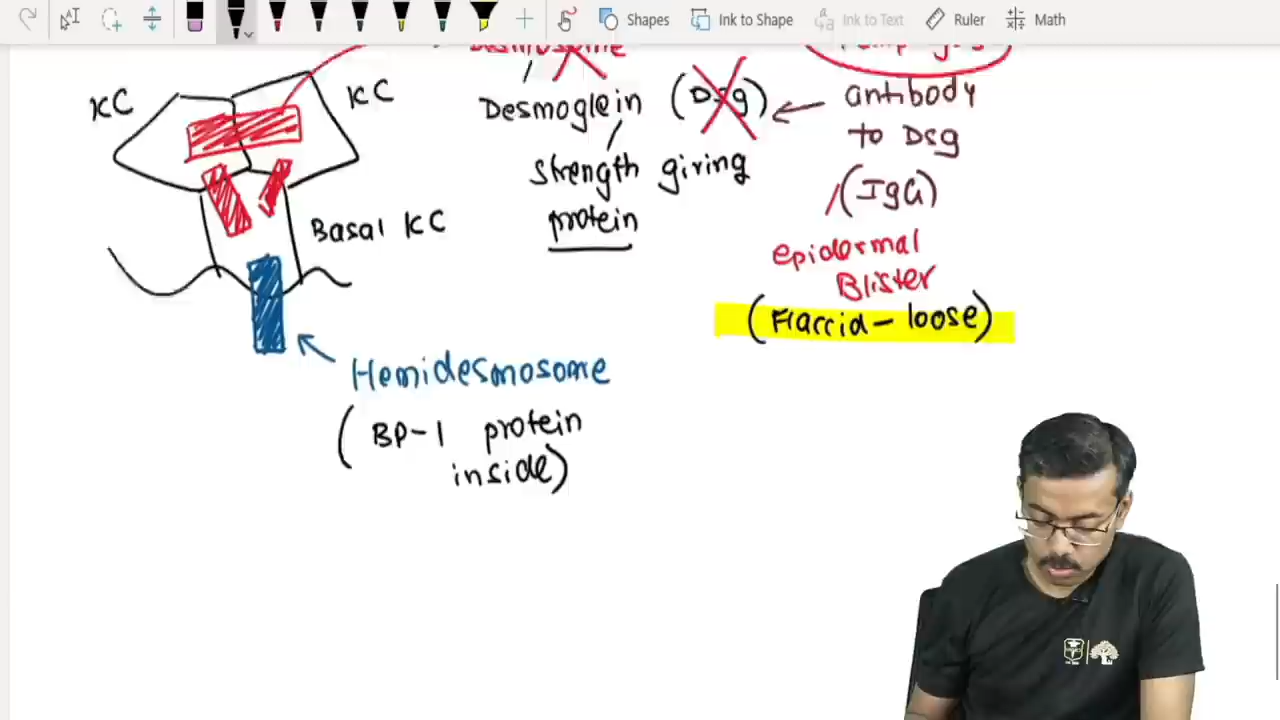 Shapes
Ink to Shape
Ink to Text
Ruler
Math
KC
KC
Desmoglein (Dsg)
antibody
to Dsg
strength giving
protein
(IgG)
Basal KC
epidermal
Blister
(Flaccid - loose)
Hemidesmosome
(BP-1 protein
inside)